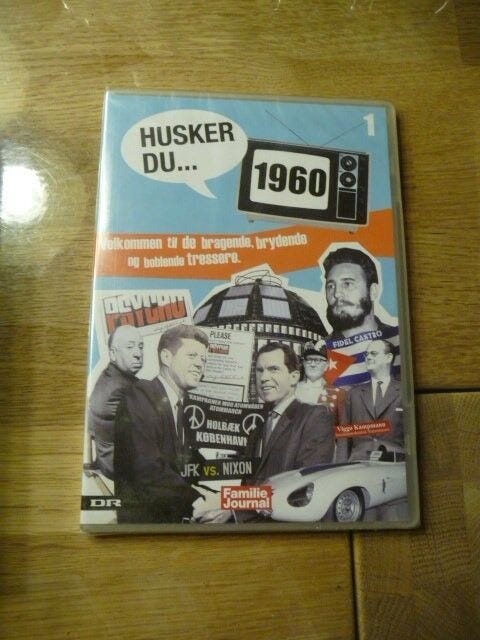 1
HUSKER
DU...
1960
Velkommen til de bragende, brydende
og boblende tressere.
PSYCHO
PLEASE
FIDEL CASTRO
KAMPAGNEN MOD ATOMVÅBEN
ATOMMARCH
HOLBÆK
KØBENHAVN
Viggo Kampmann
JFK vs. NIXON
DR
Familie
Journal